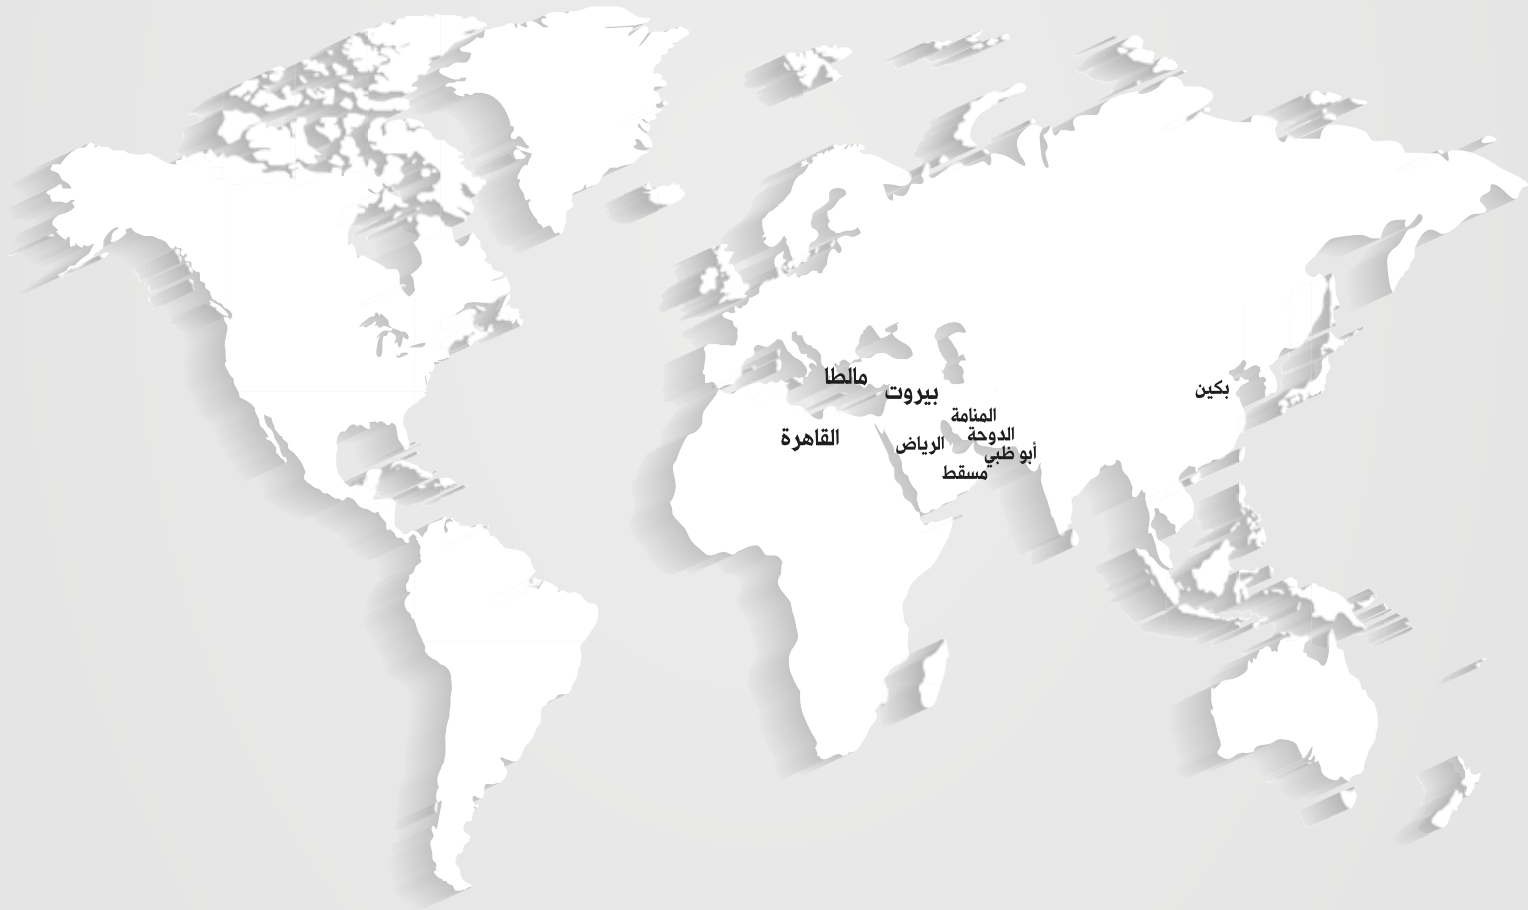 مالطا
بيروت
بكين
المنامة
الدوحة
القاهرة
الرياض
أبو ظبي
مسقط